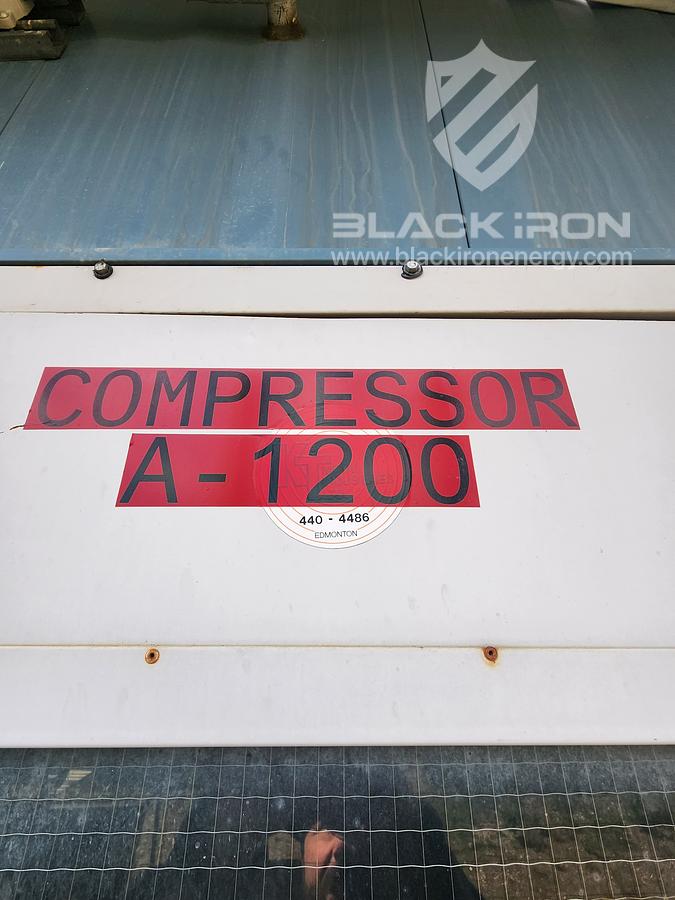 BLACK iRON
www.blackironenergy.com
COMPRESSOR
A-1200
440 - 4486
EDMONTON